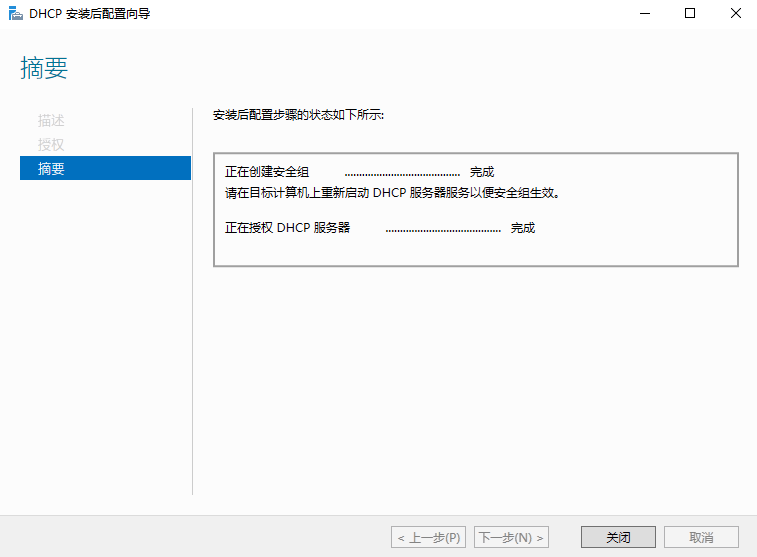 DHCP 安装后配置向导
摘要
描述
授权
摘要
安装后配置步骤的状态如下所示:
正在创建安全组 ........................................ 完成
请在目标计算机上重新启动 DHCP 服务器服务以便安全组生效。
正在授权 DHCP 服务器 ........................................ 完成
< 上一步(P) 下一步(N) > 关闭 取消